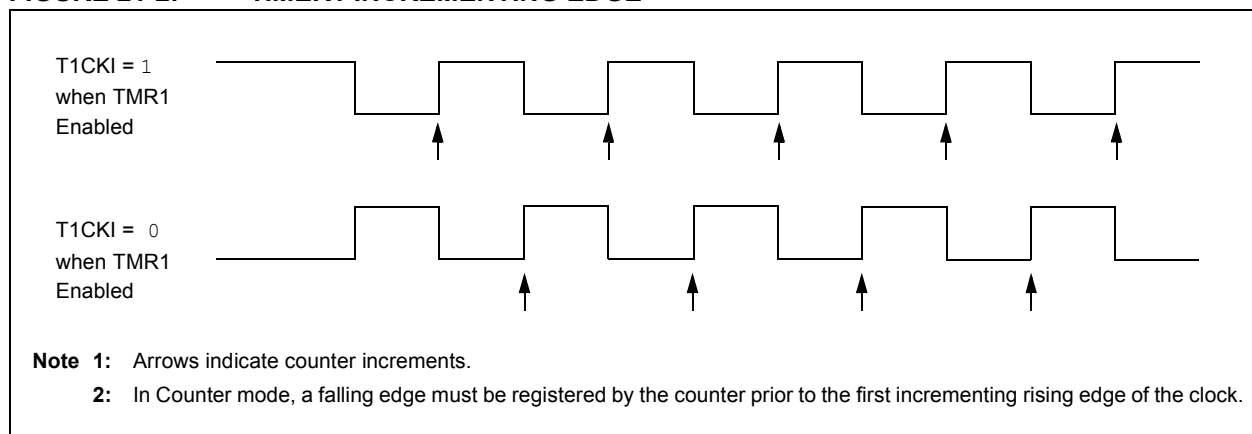 T1CKI = 1
when TMR1
Enabled
T1CKI = 0
when TMR1
Enabled
Note 1: Arrows indicate counter increments.
2: In Counter mode, a falling edge must be registered by the counter prior to the first incrementing rising edge of the clock.